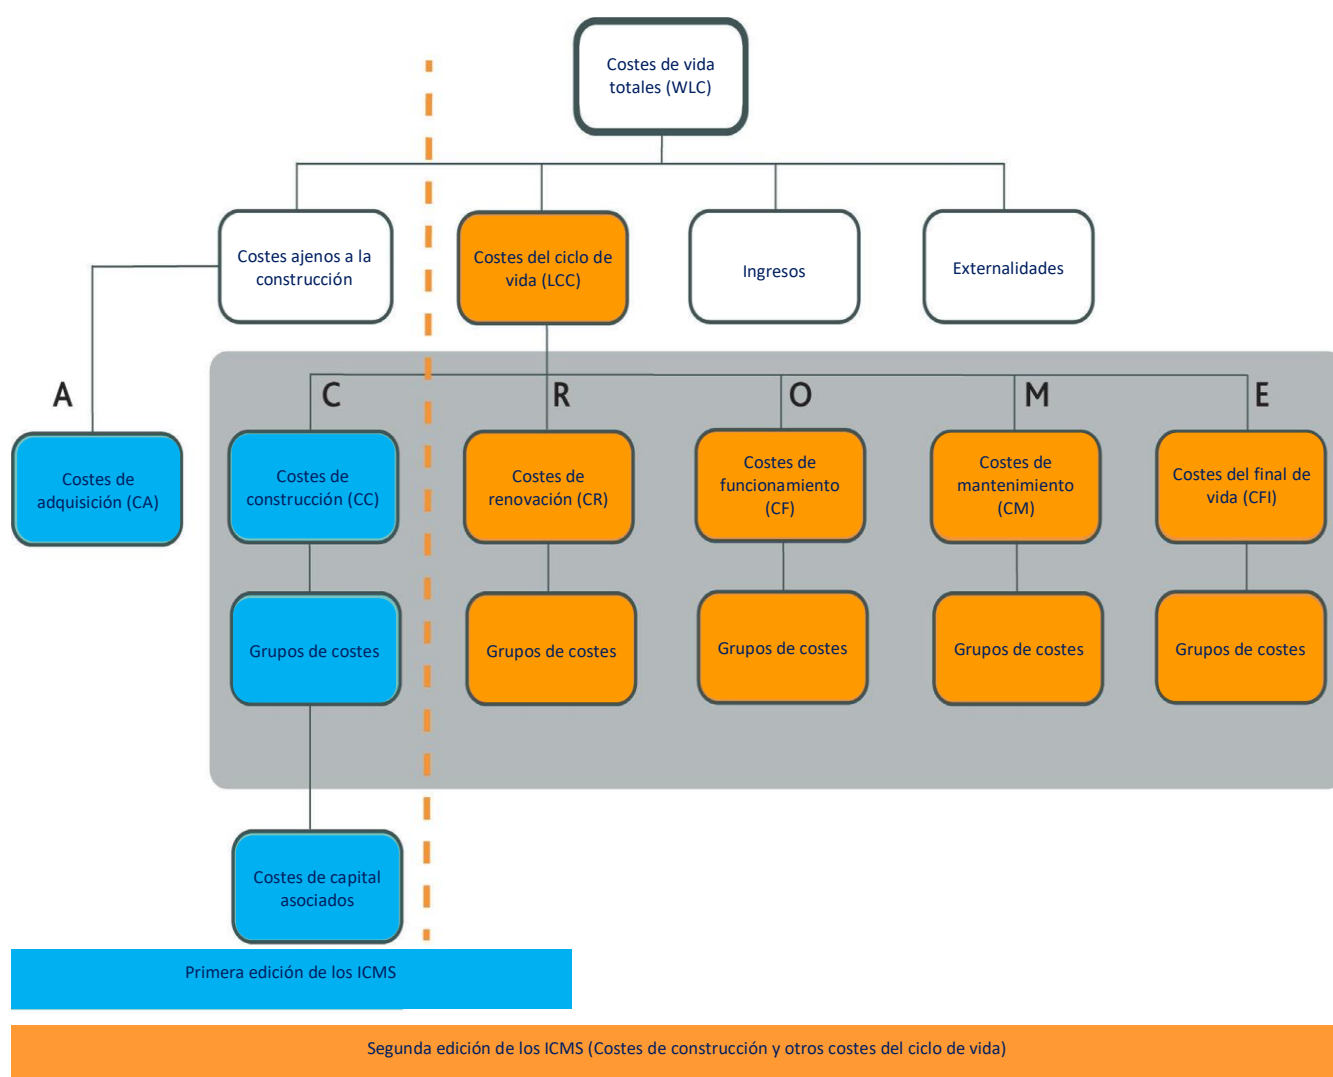 Costes de vida
totales (WLC)
Costes ajenos a la
construcción
Costes del ciclo de
vida (LCC)
Ingresos
Externalidades
A
C
R
O
M
E
Costes de
adquisición (CA)
Costes de
construcción (CC)
Costes de
renovación (CR)
Costes de
funcionamiento
(CF)
Costes de
mantenimiento
(CM)
Costes del final de
vida (CFI)
Grupos de costes
Grupos de costes
Grupos de costes
Grupos de costes
Grupos de costes
Costes de capital
asociados
Primera edición de los ICMS
Segunda edición de los ICMS (Costes de construcción y otros costes del ciclo de vida)